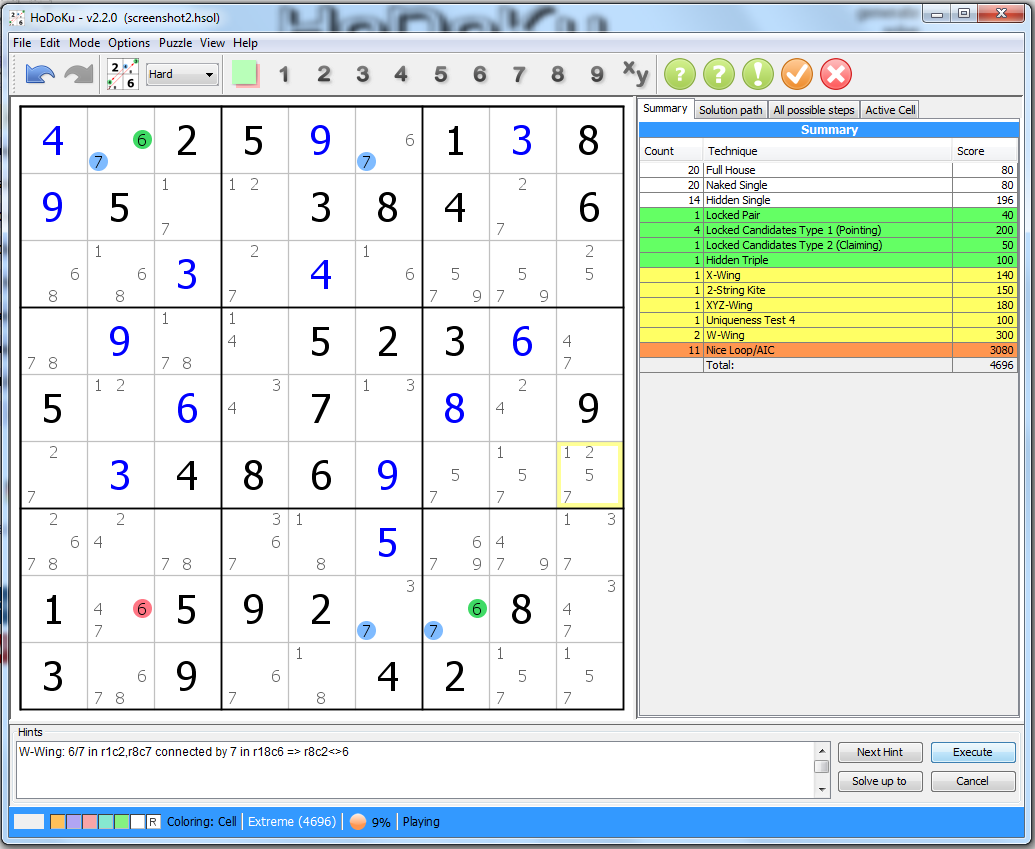 HoDoKu - v2.2.0 (screenshot2.hsol)
File Edit Mode Options Puzzle View Help
2 6 Hard 1 2 3 4 5 6 7 8 9 xy ? ? !
4 6 2 5 9 6 1 3 8
7 7
1 1 2 2
9 5 3 8 4 6
7 7
1 2 1 2
6 6 3 4 6 5 5 5
8 8 7 7 9 7 9
1 1
9 4 5 2 3 6 4
7 8 7 8 7
1 2 3 1 3 2
5 6 4 7 8 4 9
2 1 1 2
3 4 8 6 9 5 5 5
7 7 7 7
2 2 3 1 1 3
6 4 6 5 6 4
7 8 7 8 7 8 7 9 7 9 7
3 3
1 4 6 5 9 2 6 8 4
7 7 7 7
1 1 1
3 6 9 6 4 2 5 5
7 8 7 8 7 7
Summary Solution path All possible steps Active Cell
Summary
Count Technique Score
20 Full House 80
20 Naked Single 80
14 Hidden Single 196
1 Locked Pair 40
4 Locked Candidates Type 1 (Pointing) 200
1 Locked Candidates Type 2 (Claiming) 50
1 Hidden Triple 100
1 X-Wing 140
1 2-String Kite 150
1 XYZ-Wing 180
1 Uniqueness Test 4 100
2 W-Wing 300
11 Nice Loop/AIC 3080
Total: 4696
Hints
W-Wing: 6/7 in r1c2,r8c7 connected by 7 in r18c6 => r8c2<>6
Next Hint Execute
Solve up to Cancel
R Coloring: Cell Extreme (4696) 9% Playing